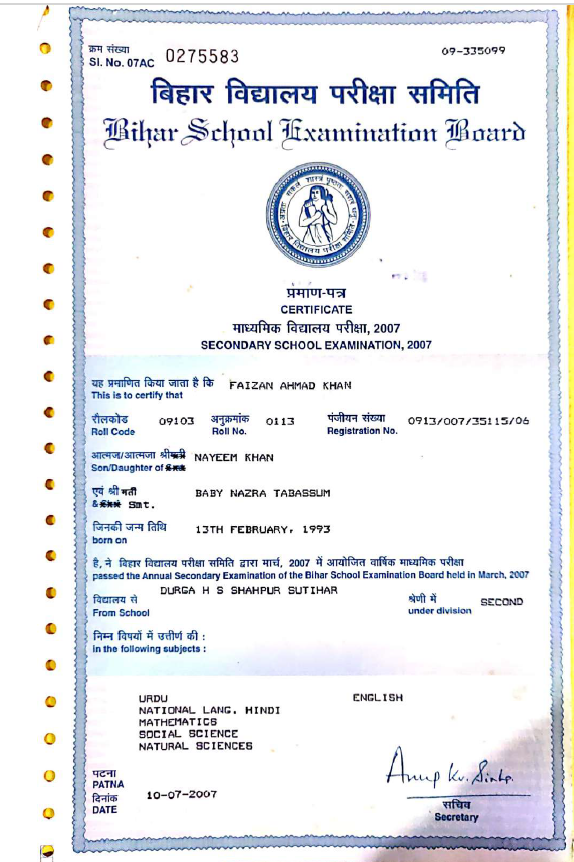 क्रम संख्या
Sl. No. 07AC 0275583
09-335099
बिहार विद्यालय परीक्षा समिति
Bihar School Examination Board
बिहार विद्यालय परीक्षा समिति
प्रमाण-पत्र
CERTIFICATE
माध्यमिक विद्यालय परीक्षा, 2007
SECONDARY SCHOOL EXAMINATION, 2007
यह प्रमाणित किया जाता है कि FAIZAN AHMAD KHAN
This is to certify that
रौलकोड 09103 अनुक्रमांक 0113 पंजीयन संख्या 0913/007/35115/06
Roll Code Roll No. Registration No.
आत्मज/आत्मजा श्री NAYEEM KHAN
Son/Daughter of
एवं श्रीमती BABY NAZRA TABASSUM
& Smt.
जिनकी जन्म तिथि 13TH FEBRUARY, 1993
born on
है, ने बिहार विद्यालय परीक्षा समिति द्वारा मार्च, 2007 में आयोजित वार्षिक माध्यमिक परीक्षा
passed the Annual Secondary Examination of the Bihar School Examination Board held in March, 2007
DURGA H S SHAHPUR SUTIHAR
विद्यालय से श्रेणी में SECOND
From School under division
निम्न विषयों में उत्तीर्ण की :
in the following subjects :
URDU ENGLISH
NATIONAL LANG. HINDI
MATHEMATICS
SOCIAL SCIENCE
NATURAL SCIENCES
पटना
PATNA
दिनांक 10-07-2007
DATE
सचिव
Secretary